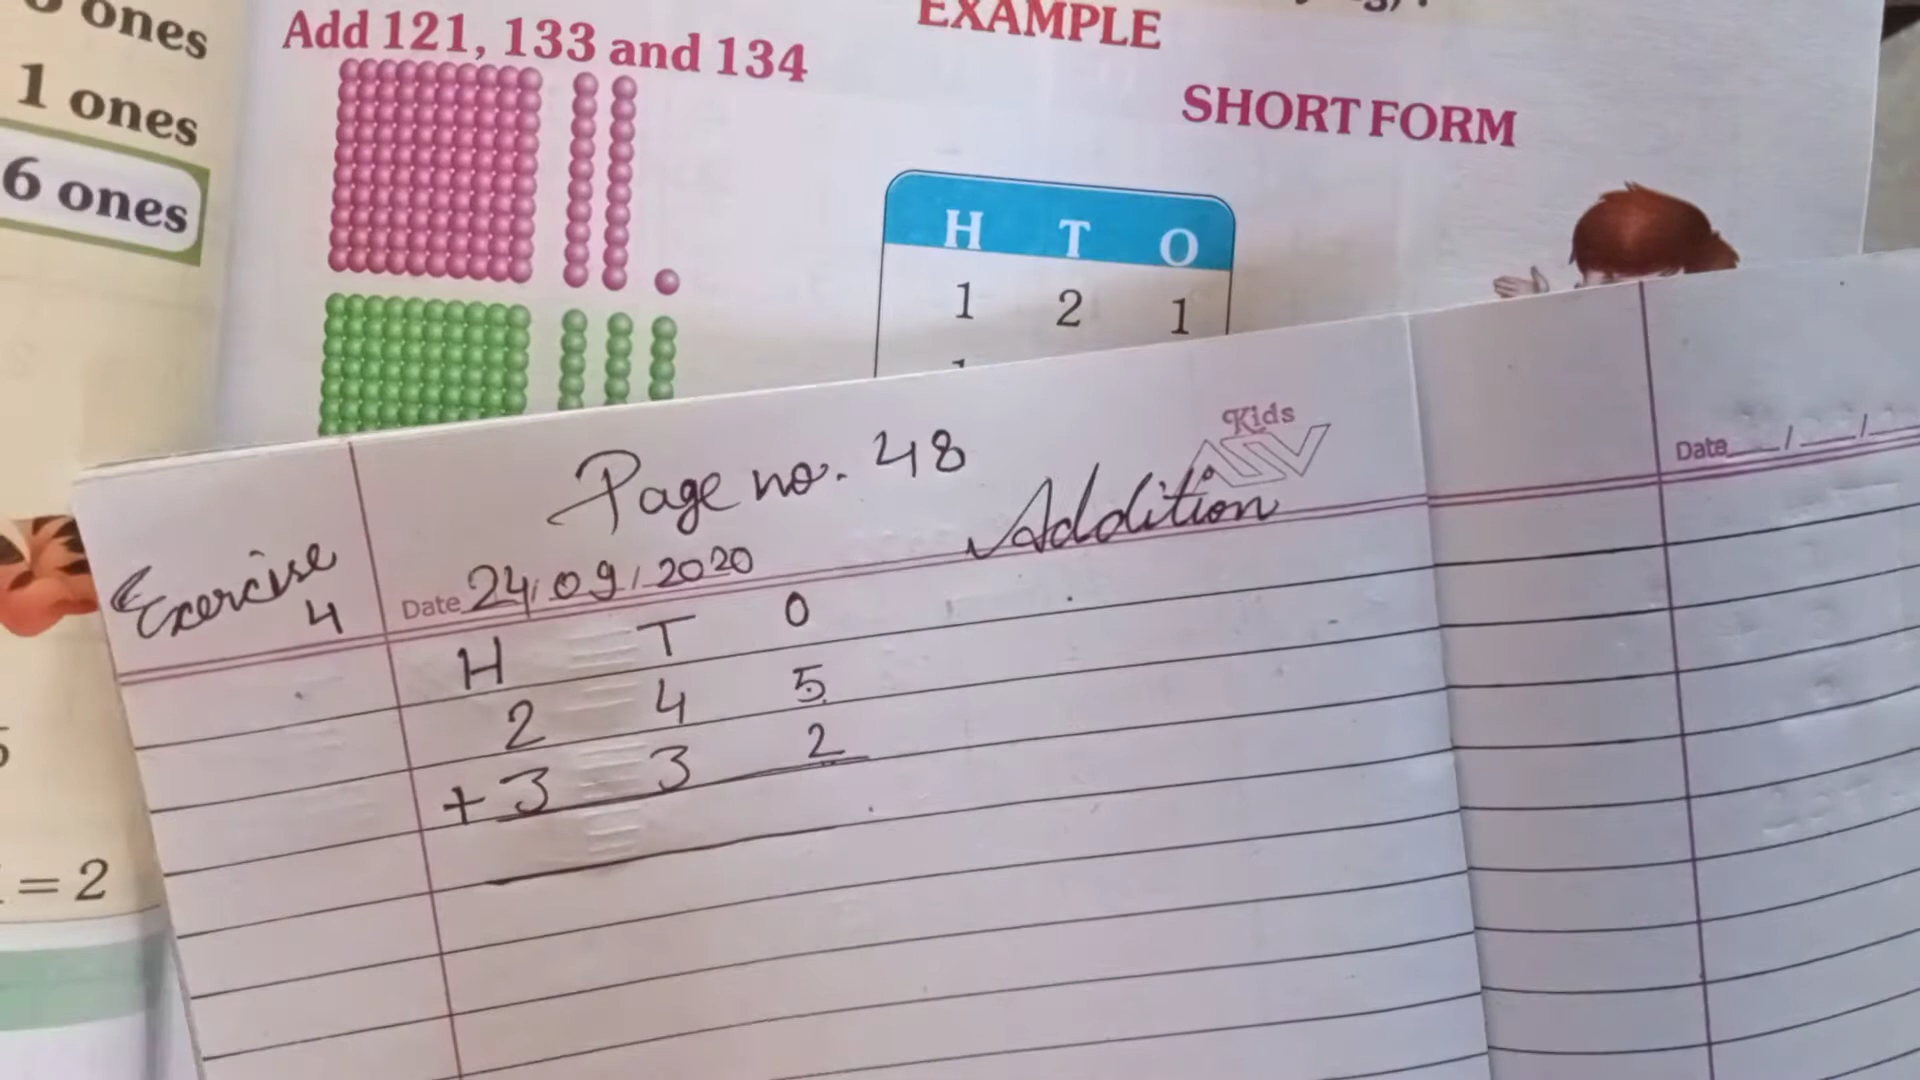 ones
1 ones
6 ones
= 2
Add 121, 133 and 134
EXAMPLE
SHORT FORM
H T O
1 2 1
Kids
Page no. 48
Addition
Exercise
4
Date 24/09/2020
H T O
2 4 5
+ 3 3 2
Date / /